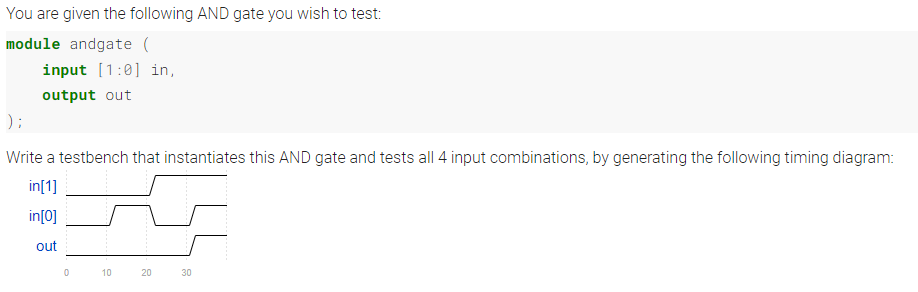 You are given the following AND gate you wish to test:
module andgate (
    input [1:0] in,
    output out
);
Write a testbench that instantiates this AND gate and tests all 4 input combinations, by generating the following timing diagram:
in[1]
in[0]
out
0 10 20 30